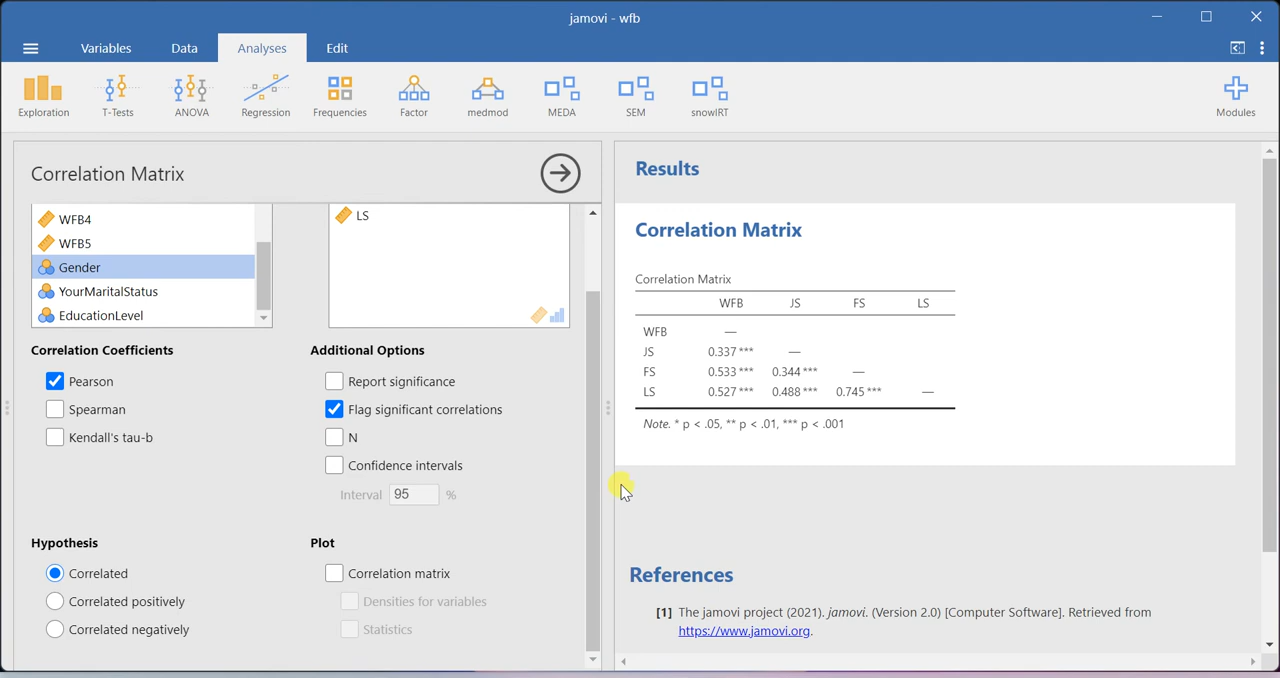 jamovi - wfb
Variables
Data
Analyses
Edit
Exploration
T-Tests
ANOVA
Regression
Frequencies
Factor
medmod
MEDA
SEM
snowIRT
Modules
Correlation Matrix
WFB4
WFB5
Gender
YourMaritalStatus
EducationLevel
LS
Correlation Coefficients
Pearson
Spearman
Kendall's tau-b
Additional Options
Report significance
Flag significant correlations
N
Confidence intervals
Interval 95 %
Hypothesis
Correlated
Correlated positively
Correlated negatively
Plot
Correlation matrix
Densities for variables
Statistics
Results
Correlation Matrix
Correlation Matrix
WFB JS FS LS
WFB —
JS 0.337 *** —
FS 0.533 *** 0.344 *** —
LS 0.527 *** 0.488 *** 0.745 *** —
Note. * p < .05, ** p < .01, *** p < .001
References
[1] The jamovi project (2021). jamovi. (Version 2.0) [Computer Software]. Retrieved from
https://www.jamovi.org.